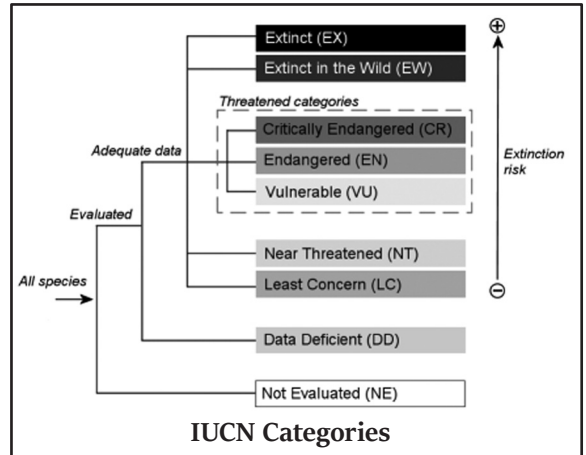 Extinct (EX)
Extinct in the Wild (EW)
Threatened categories
Critically Endangered (CR)
Adequate data
Endangered (EN)
Extinction
risk
Vulnerable (VU)
Evaluated
Near Threatened (NT)
All species
Least Concern (LC)
Data Deficient (DD)
Not Evaluated (NE)
IUCN Categories